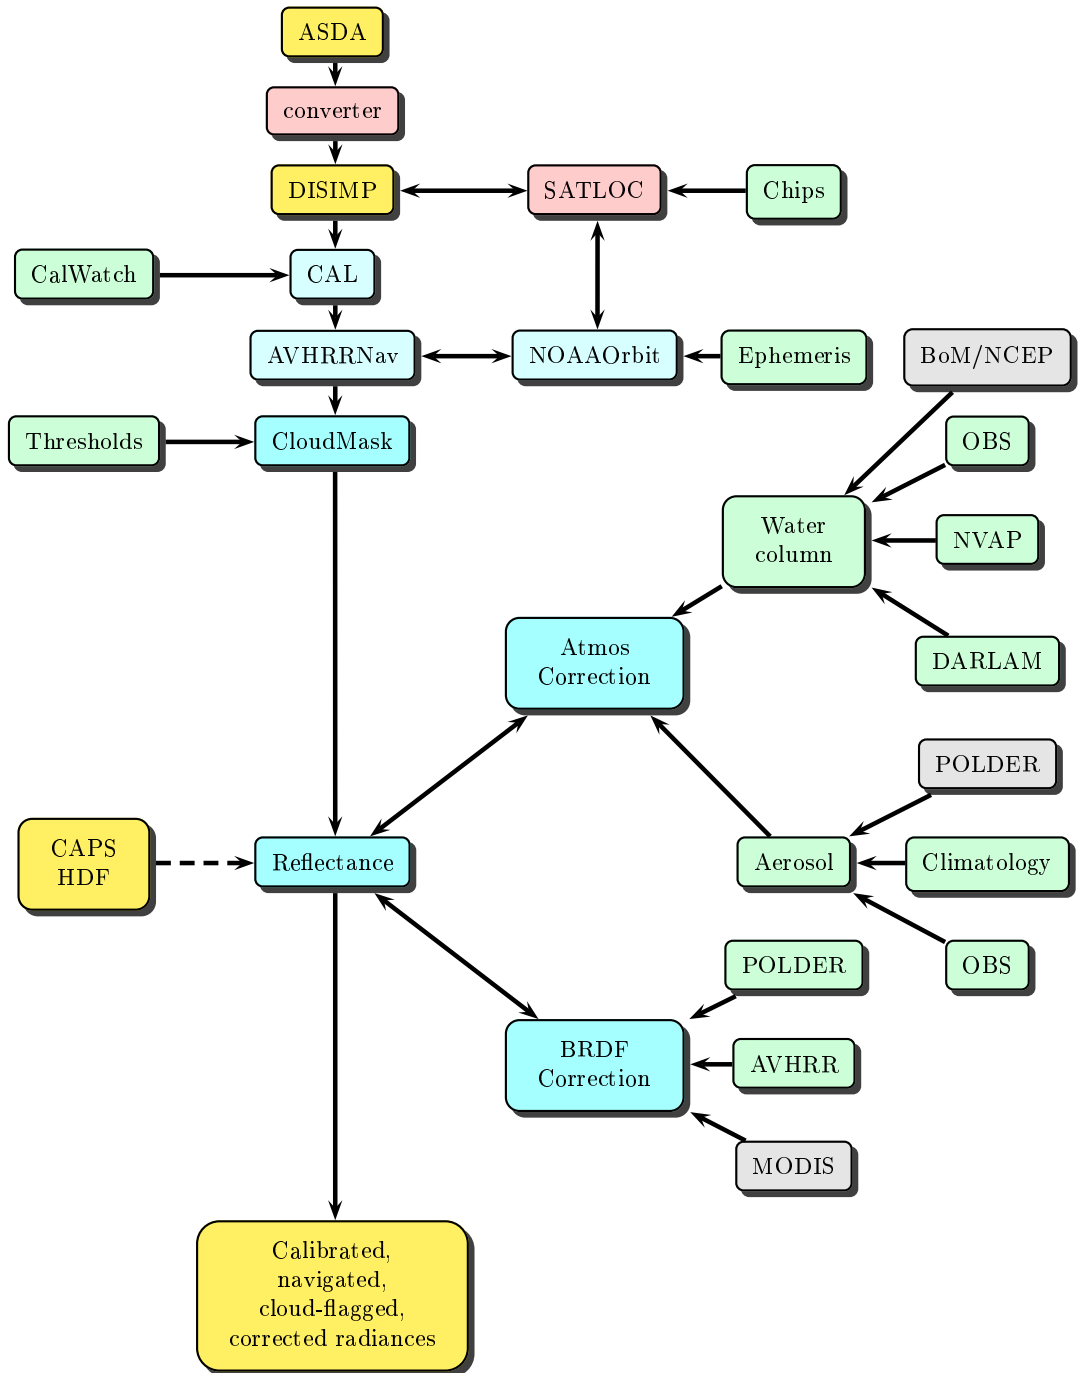 ASDA
converter
DISIMP
SATLOC
Chips
CalWatch
CAL
AVHRRNav
NOAAOrbit
Ephemeris
BoM/NCEP
Thresholds
CloudMask
OBS
Water
column
NVAP
Atmos
Correction
DARLAM
POLDER
CAPS
HDF
Reflectance
Aerosol
Climatology
POLDER
OBS
BRDF
Correction
AVHRR
MODIS
Calibrated,
navigated,
cloud-flagged,
corrected radiances